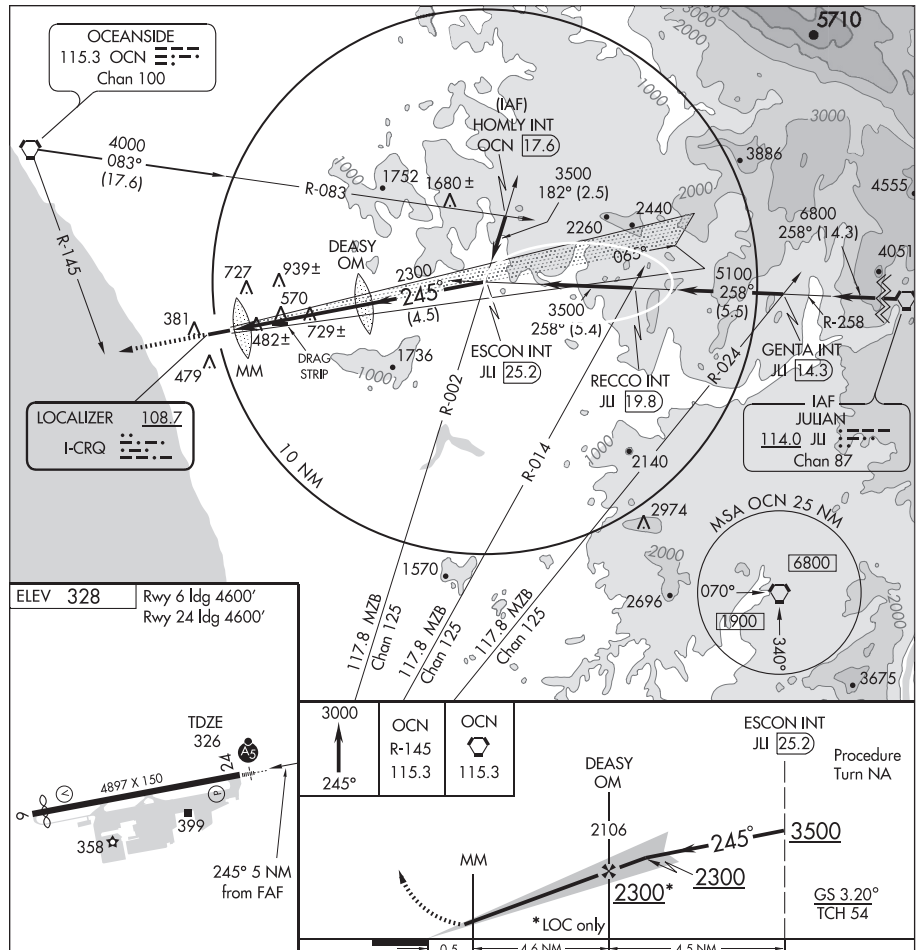 OCEANSIDE
115.3 OCN
Chan 100
5710
1000
3000
(IAF)
HOMLY INT
OCN 17.6
4000
083°
(17.6)
R-083
1000
1752
1680 ±
3500
182° (2.5)
3886
2000
4555
R-145
2260
2440
6800
258° (14.3)
4051
DEASY
OM
065°
727
939±
2300
5100
258°
(5.5)
245°
(4.5)
570
3500
258° (5.4)
R-258
381
482±
729±
DRAG
STRIP
ESCON INT
JLI 25.2
R-024
GENTA INT
JLI 14.3
479
MM
1736
1000
R-002
RECCO INT
JLI 19.8
IAF
JULIAN
114.0 JLI
Chan 87
LOCALIZER 108.7
I-CRQ
R-014
1000
2140
10 NM
2974
2000
MSA OCN 25 NM
6800
070°
1900
340°
1570
2696
3675
117.8 MZB
Chan 125
117.8 MZB
Chan 125
117.8 MZB
Chan 125
ELEV 328
Rwy 6 ldg 4600'
Rwy 24 ldg 4600'
TDZE
326
A5
24
4897 X 150
V
P
6
399
358
245° 5 NM
from FAF
3000
245°
OCN
R-145
115.3
OCN
115.3
ESCON INT
JLI 25.2
Procedure
Turn NA
DEASY
OM
2106
245°
3500
MM
2300*
2300
GS 3.20°
TCH 54
*LOC only
0.5
4.6 NM
4.5 NM